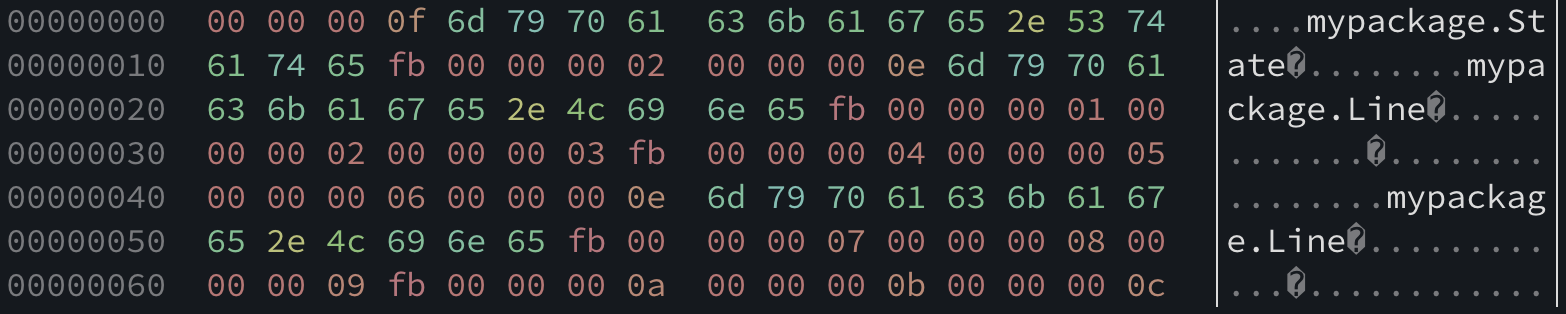 00000000 00 00 00 0f 6d 79 70 61 63 6b 61 67 65 2e 53 74 ....mypackage.St
00000010 61 74 65 fb 00 00 00 02 00 00 00 0e 6d 79 70 61 ate�........mypa
00000020 63 6b 61 67 65 2e 4c 69 6e 65 fb 00 00 00 01 00 ckage.Line�.....
00000030 00 00 02 00 00 00 03 fb 00 00 00 04 00 00 00 05 .......�........
00000040 00 00 00 06 00 00 00 0e 6d 79 70 61 63 6b 61 67 ........mypackag
00000050 65 2e 4c 69 6e 65 fb 00 00 00 07 00 00 00 08 00 e.Line�.........
00000060 00 00 09 fb 00 00 00 0a 00 00 00 0b 00 00 00 0c ...�............